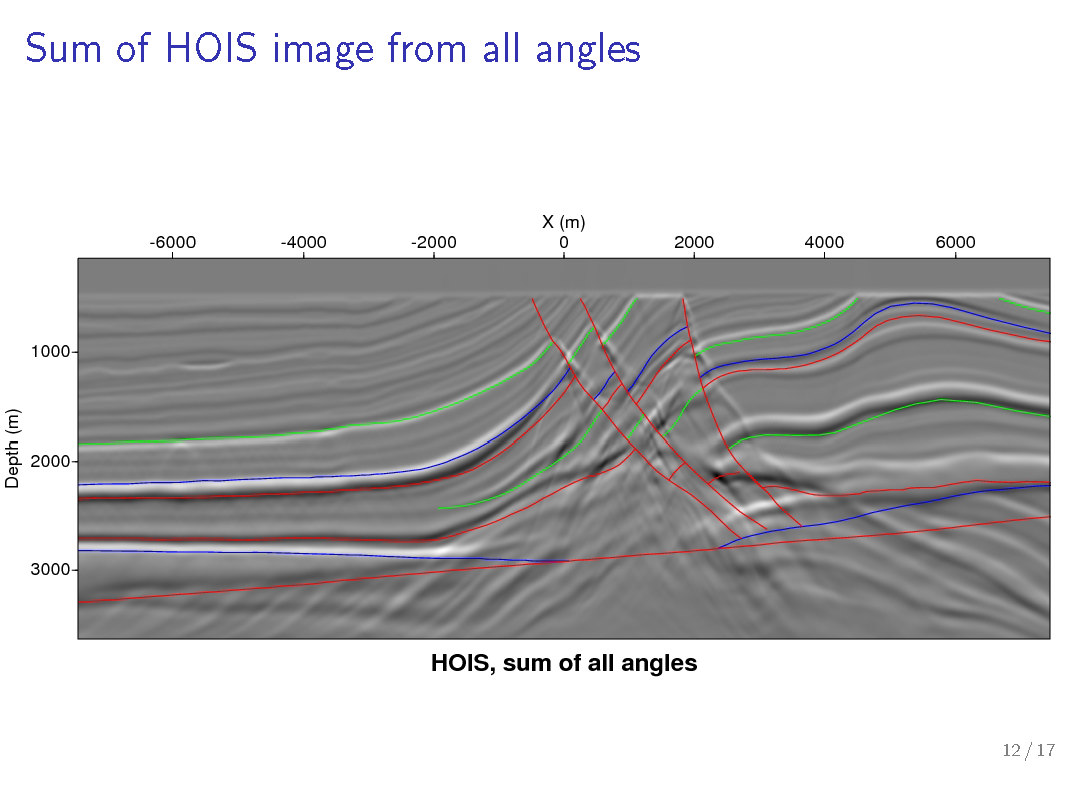 Sum of HOIS image from all angles
X (m)
-6000 -4000 -2000 0 2000 4000 6000
Depth (m)
1000
2000
3000
HOIS, sum of all angles
12 / 17